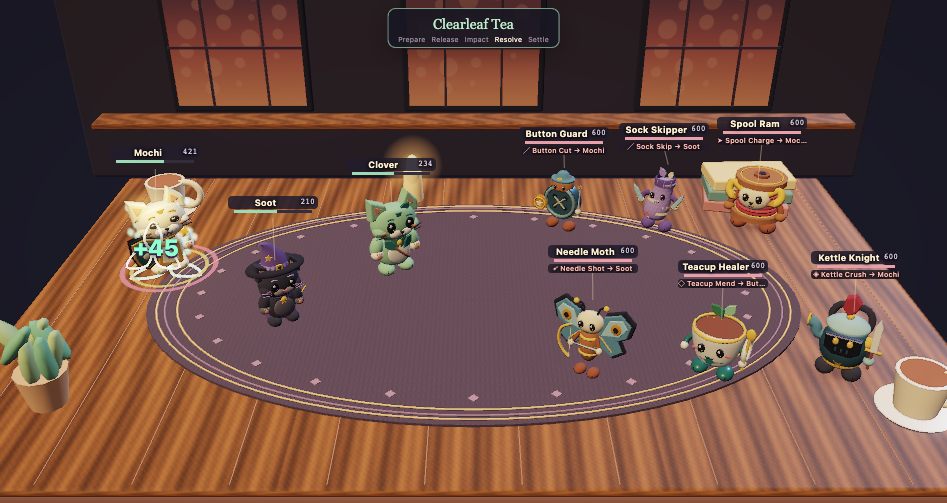 Clearleaf Tea
Prepare Release Impact Resolve Settle
Mochi 421
+45
Soot 210
Clover 234
Button Guard 600
Button Cut → Mochi
Sock Skipper 600
Sock Skip → Soot
Spool Ram 600
Spool Charge → Moc...
Needle Moth 600
Needle Shot → Soot
Teacup Healer 600
Teacup Mend → But...
Kettle Knight 600
Kettle Crush → Mochi